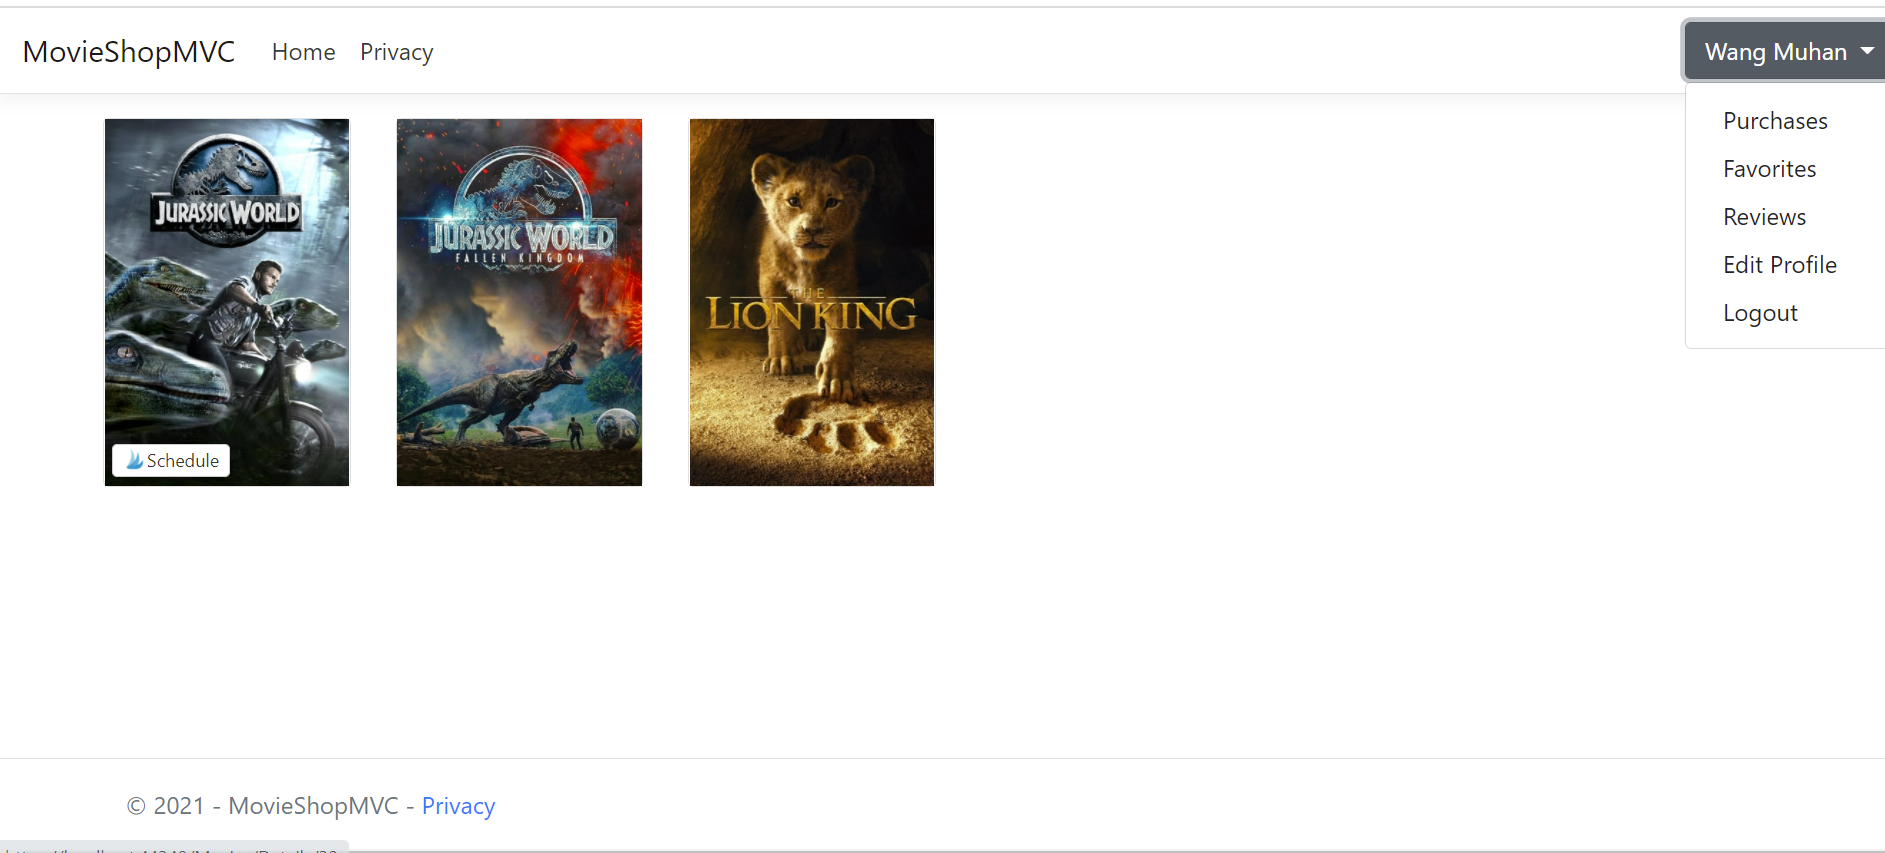 MovieShopMVC Home Privacy Wang Muhan
Purchases
Favorites
Reviews
Edit Profile
Logout
JURASSIC WORLD
Schedule
JURASSIC WORLD
FALLEN KINGDOM
THE
LION KING
© 2021 - MovieShopMVC - Privacy